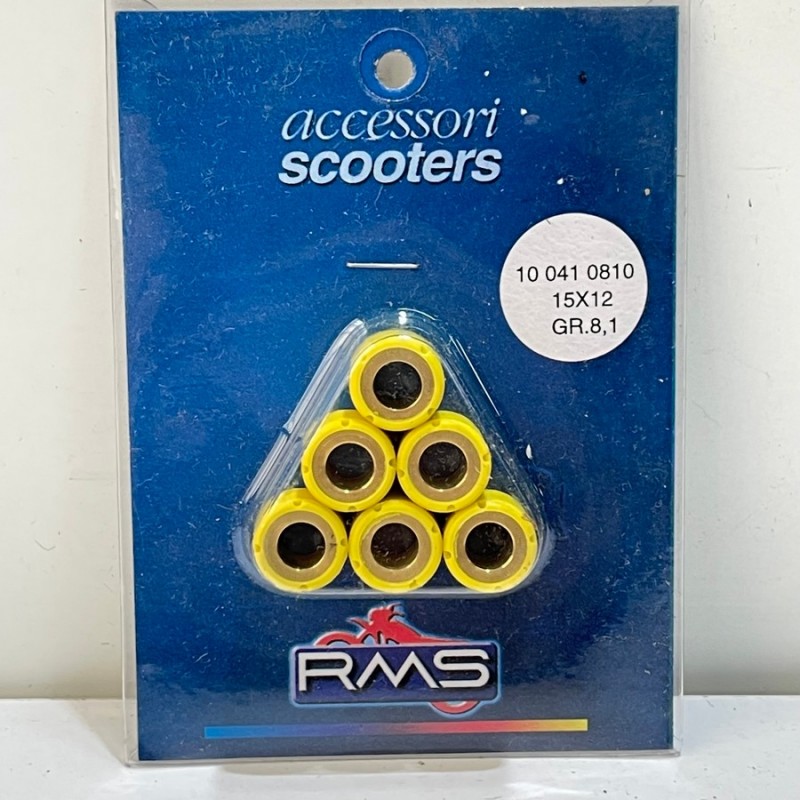 accessori
scooters
10 041 0810
15X12
GR.8,1
RMS